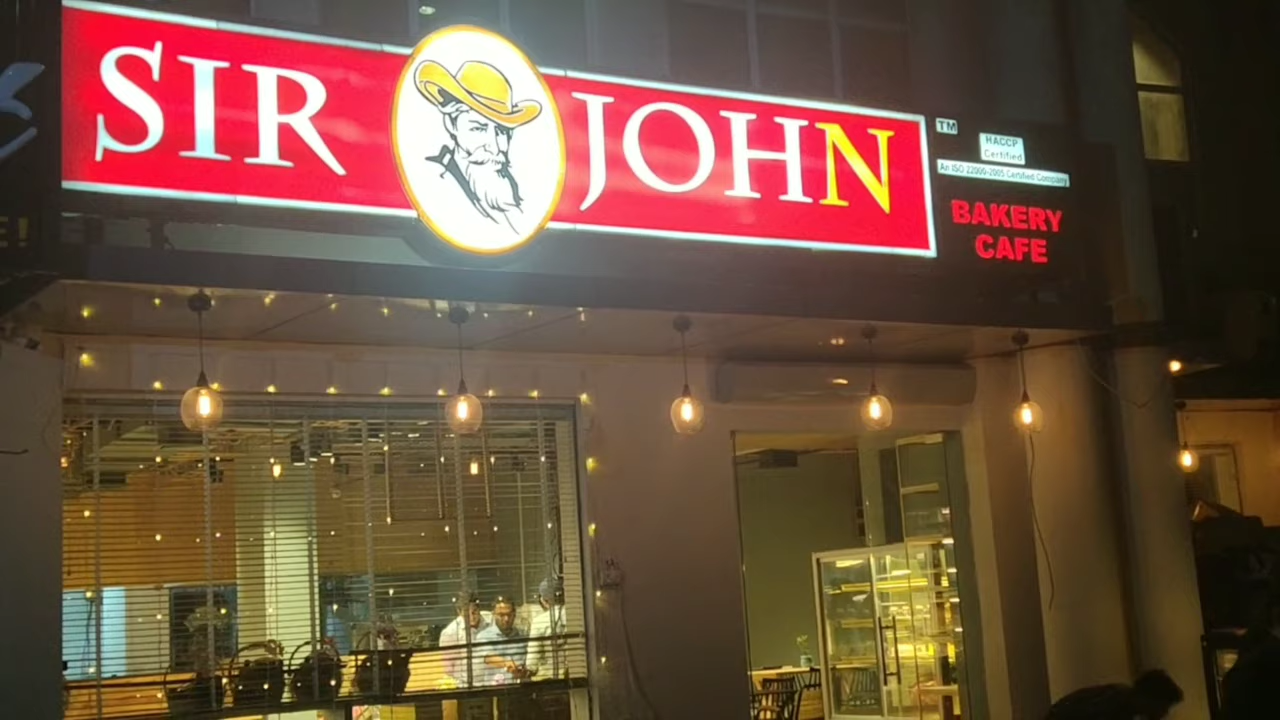 SIR JOHN
TM
HACCP
Certified
An ISO 22000-2005 Certified Company
BAKERY
CAFE
E!